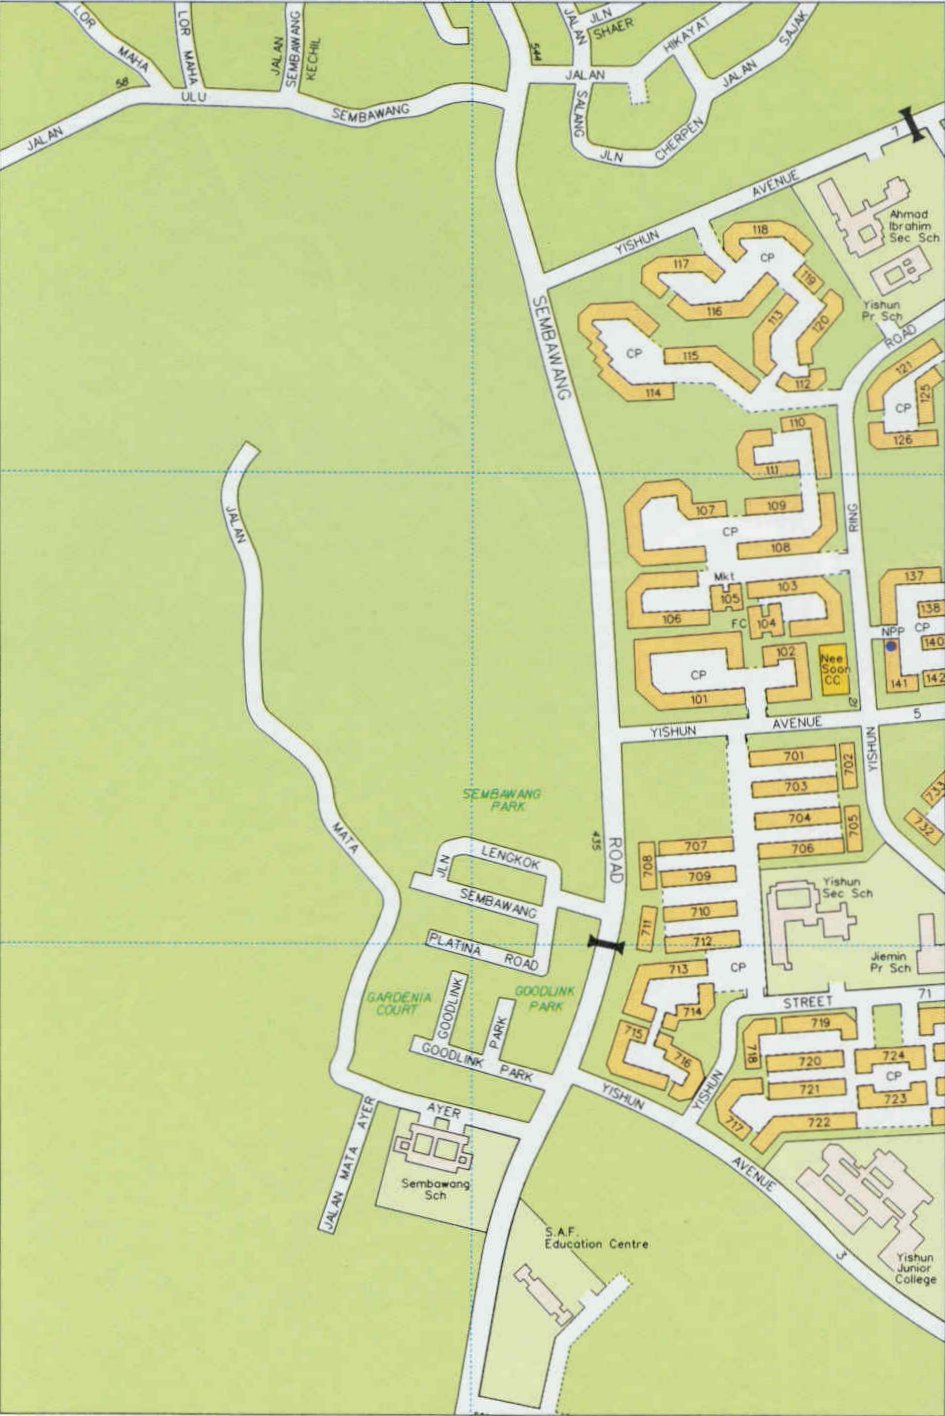 LOR
MAHA
LOR MAHA
JALAN
SEMBAWANG
KECHIL
544
JALAN
JLN
SHAER
HIKAYAT
SAJAK
58
ULU
SEMBAWANG
JALAN
JALAN
JALAN
SALANG
JLN
CHERPEN
7
AVENUE
YISHUN
Ahmad
Ibrahim
Sec Sch
Yishun
Pr Sch
ROAD
118
117
CP
119
116
113
120
SEMBAWANG
CP
115
112
114
121
125
CP
126
110
111
JALAN
107
109
RING
CP
108
Mkt
103
137
105
138
106
FC
104
NPP
CP
140
102
Nee
Soon
CC
CP
141
142
101
21
YISHUN
AVENUE
5
701
702
YISHUN
703
733
SEMBAWANG
PARK
704
705
732
MATA
435
ROAD
707
706
JLN
LENGKOK
708
709
Yishun
Sec Sch
SEMBAWANG
710
711
712
PLATINA
ROAD
Jiemin
Pr Sch
713
CP
GARDENIA
COURT
GOODLINK
GOODLINK
PARK
STREET
71
714
PARK
715
719
718
GOODLINK
PARK
716
720
724
CP
YISHUN
YISHUN
721
723
AYER
717
722
JALAN MATA AYER
AVENUE
Sembawang
Sch
S.A.F.
Education Centre
3
Yishun
Junior
College